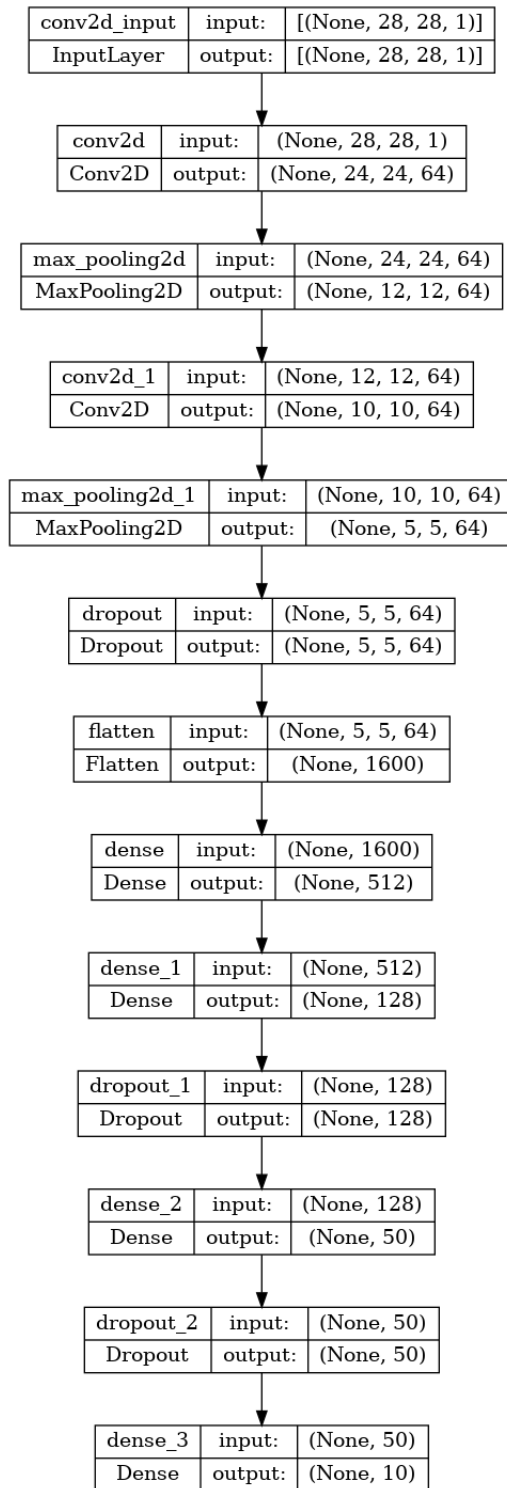 conv2d_input input: [(None, 28, 28, 1)]
InputLayer output: [(None, 28, 28, 1)]
conv2d input: (None, 28, 28, 1)
Conv2D output: (None, 24, 24, 64)
max_pooling2d input: (None, 24, 24, 64)
MaxPooling2D output: (None, 12, 12, 64)
conv2d_1 input: (None, 12, 12, 64)
Conv2D output: (None, 10, 10, 64)
max_pooling2d_1 input: (None, 10, 10, 64)
MaxPooling2D output: (None, 5, 5, 64)
dropout input: (None, 5, 5, 64)
Dropout output: (None, 5, 5, 64)
flatten input: (None, 5, 5, 64)
Flatten output: (None, 1600)
dense input: (None, 1600)
Dense output: (None, 512)
dense_1 input: (None, 512)
Dense output: (None, 128)
dropout_1 input: (None, 128)
Dropout output: (None, 128)
dense_2 input: (None, 128)
Dense output: (None, 50)
dropout_2 input: (None, 50)
Dropout output: (None, 50)
dense_3 input: (None, 50)
Dense output: (None, 10)